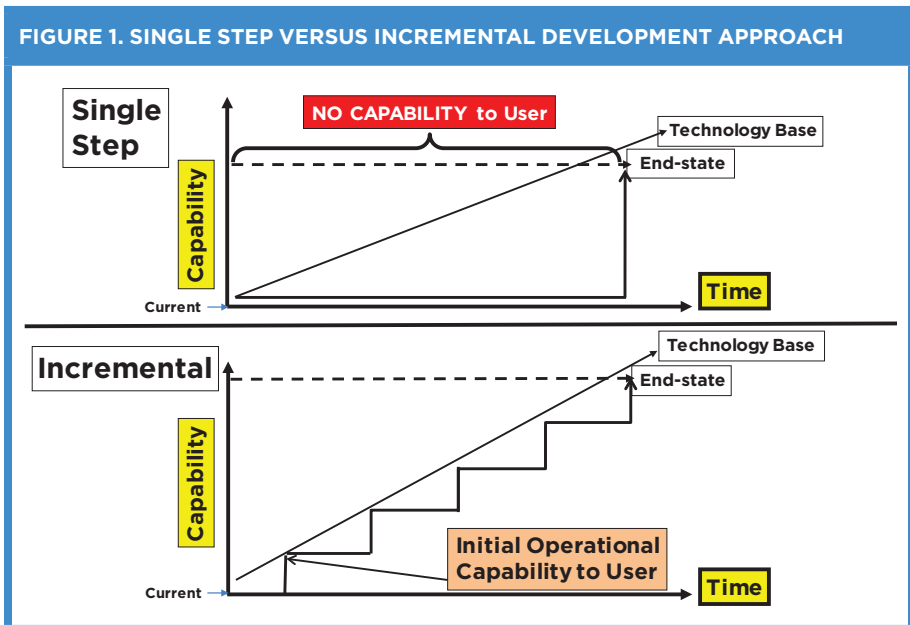 FIGURE 1. SINGLE STEP VERSUS INCREMENTAL DEVELOPMENT APPROACH
Single
Step
NO CAPABILITY to User
Technology Base
End-state
Capability
Current
Time
Incremental
Technology Base
End-state
Capability
Initial Operational
Capability to User
Current
Time